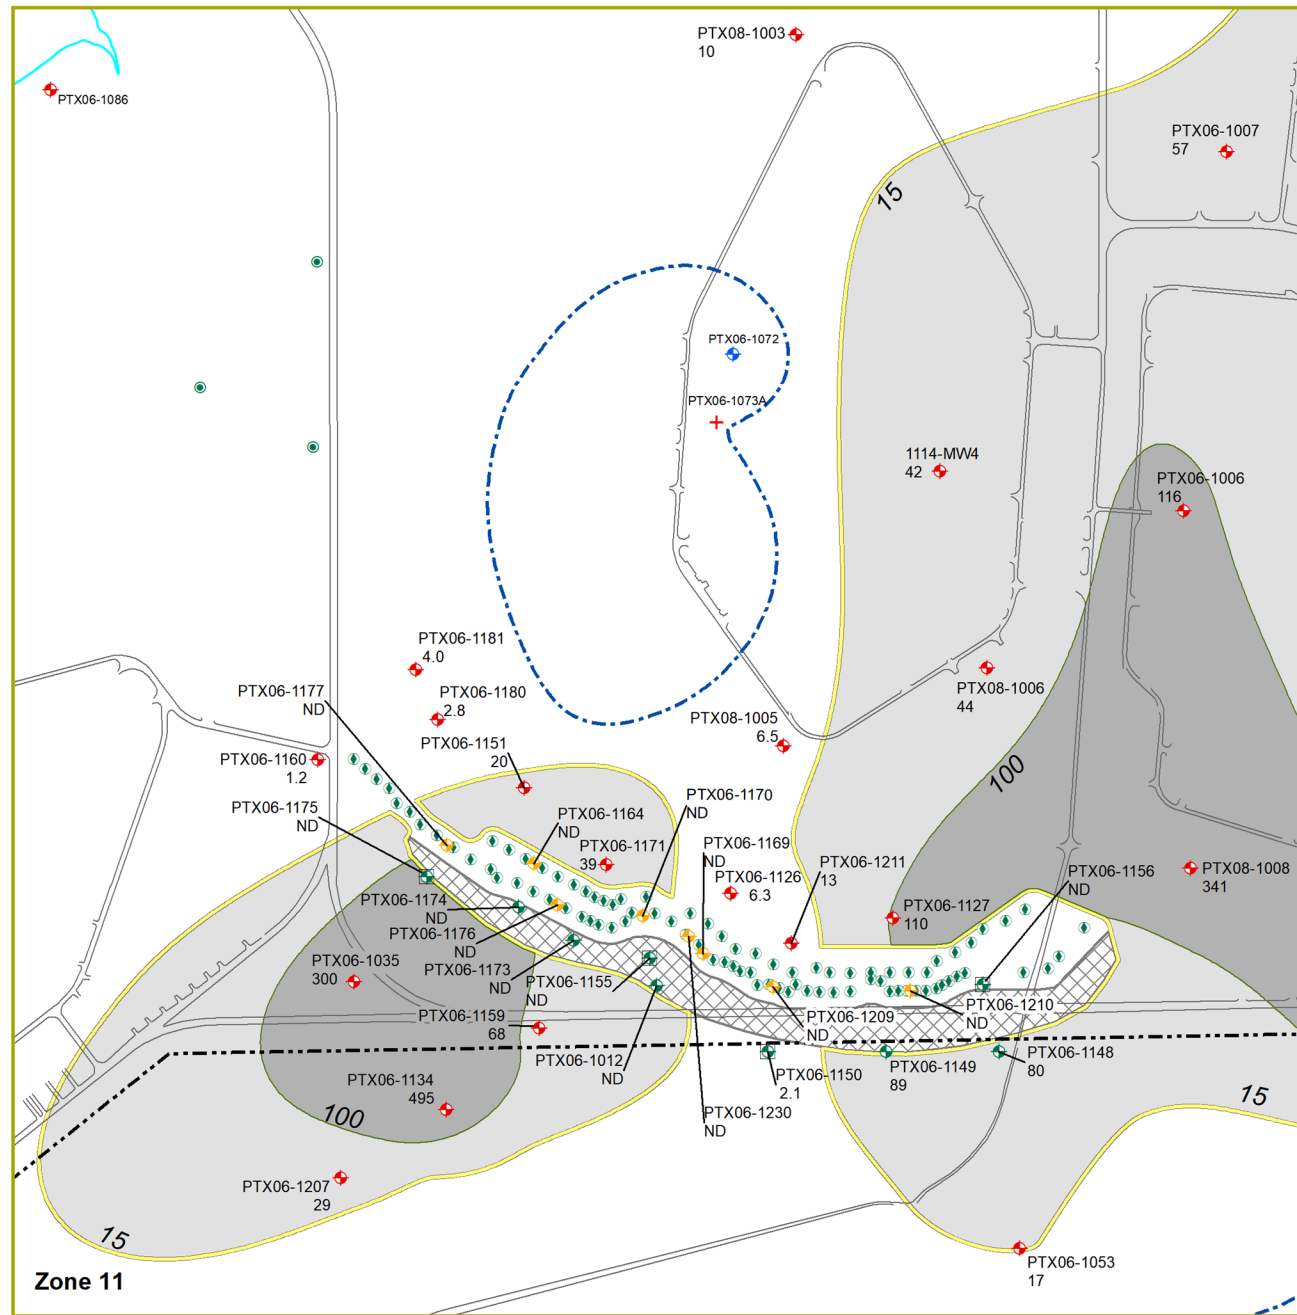 PTX08-1003
10
PTX06-1086
PTX06-1007
57
15
PTX06-1072
PTX06-1073A
1114-MW4
42
PTX06-1006
116
PTX06-1181
4.0
PTX06-1177
ND
PTX06-1180
2.8
PTX08-1006
44
PTX08-1005
6.5
PTX06-1151
20
PTX06-1160
1.2
100
PTX06-1170
ND
PTX06-1175
ND
PTX06-1164
ND
PTX06-1171
39
PTX06-1169
ND
PTX06-1126
6.3
PTX06-1211
13
PTX06-1156
ND
PTX08-1008
341
PTX06-1174
ND
PTX06-1127
110
PTX06-1176
ND
PTX06-1035
300
PTX06-1173
ND
PTX06-1155
ND
PTX06-1210
ND
PTX06-1159
68
PTX06-1209
ND
PTX06-1012
ND
PTX06-1150
2.1
PTX06-1149
89
PTX06-1148
80
PTX06-1134
495
100
PTX06-1230
ND
15
PTX06-1207
29
15
PTX06-1053
17
Zone 11